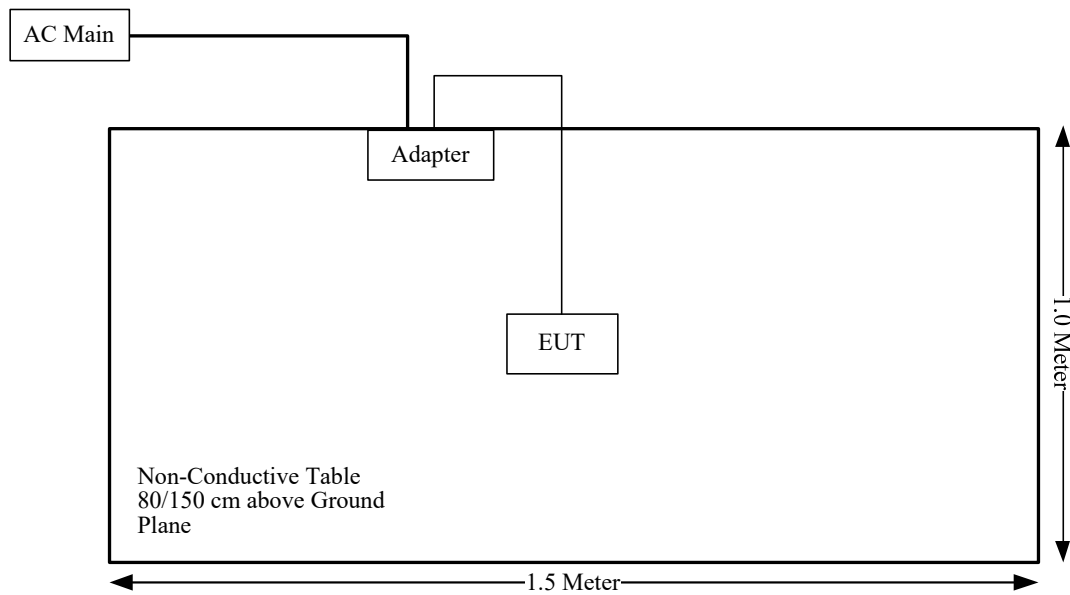 AC Main
Adapter
EUT
1.0 Meter
Non-Conductive Table
80/150 cm above Ground
Plane
1.5 Meter